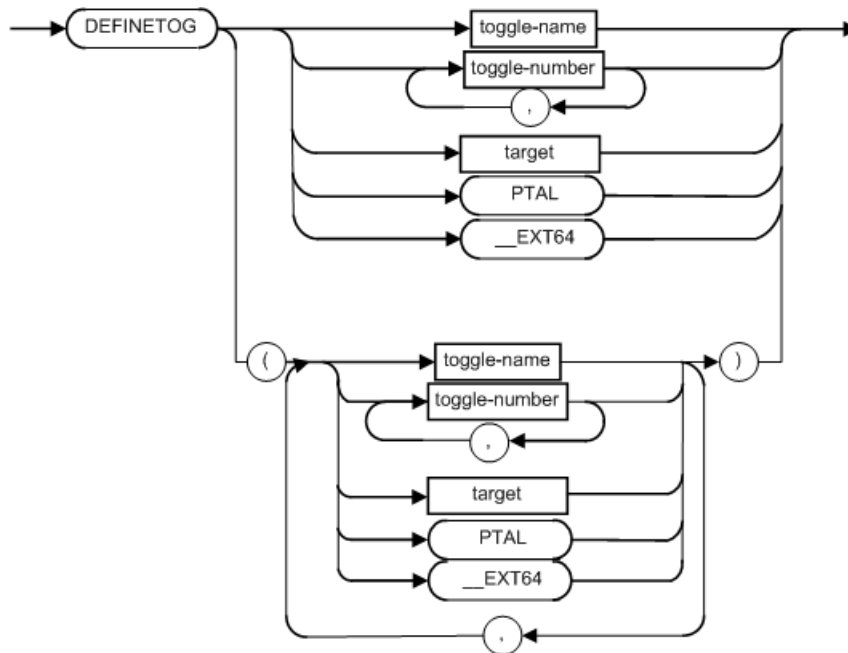 DEFINETOG
toggle-name
toggle-number
,
target
PTAL
__EXT64
(
toggle-name
)
toggle-number
,
target
PTAL
__EXT64
,